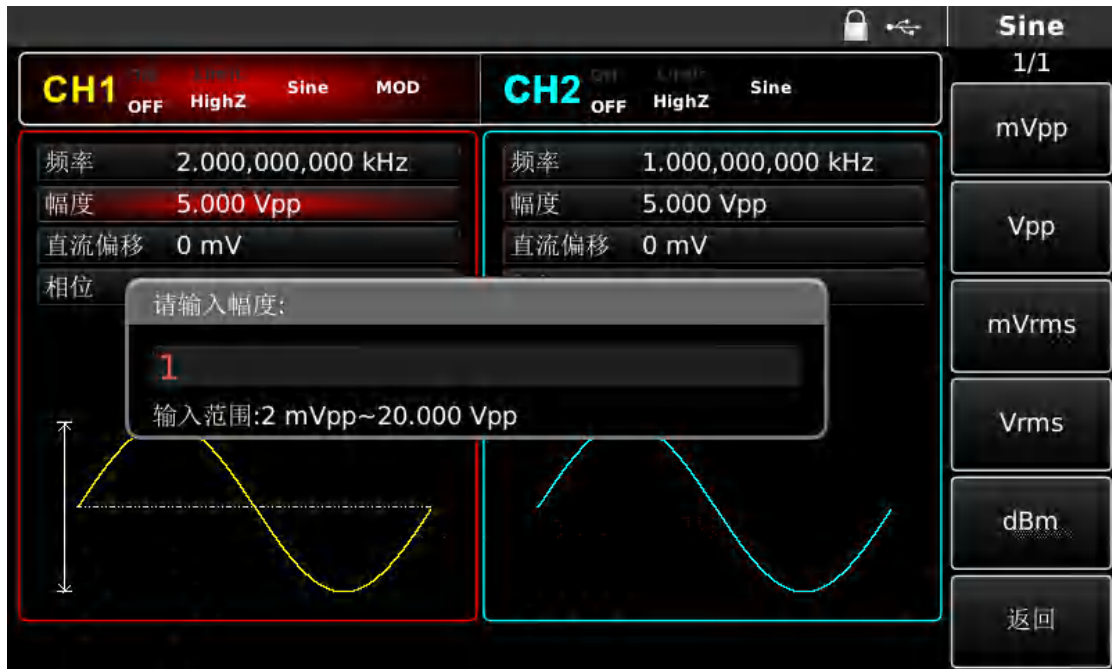 Sine
1/1
CH1 OFF HighZ Sine MOD
CH2 OFF HighZ Sine
频率 2.000,000,000 kHz
幅度 5.000 Vpp
直流偏移 0 mV
相位
频率 1.000,000,000 kHz
幅度 5.000 Vpp
直流偏移 0 mV
请输入幅度:
1
输入范围:2 mVpp~20.000 Vpp
mVpp
Vpp
mVrms
Vrms
dBm
返回